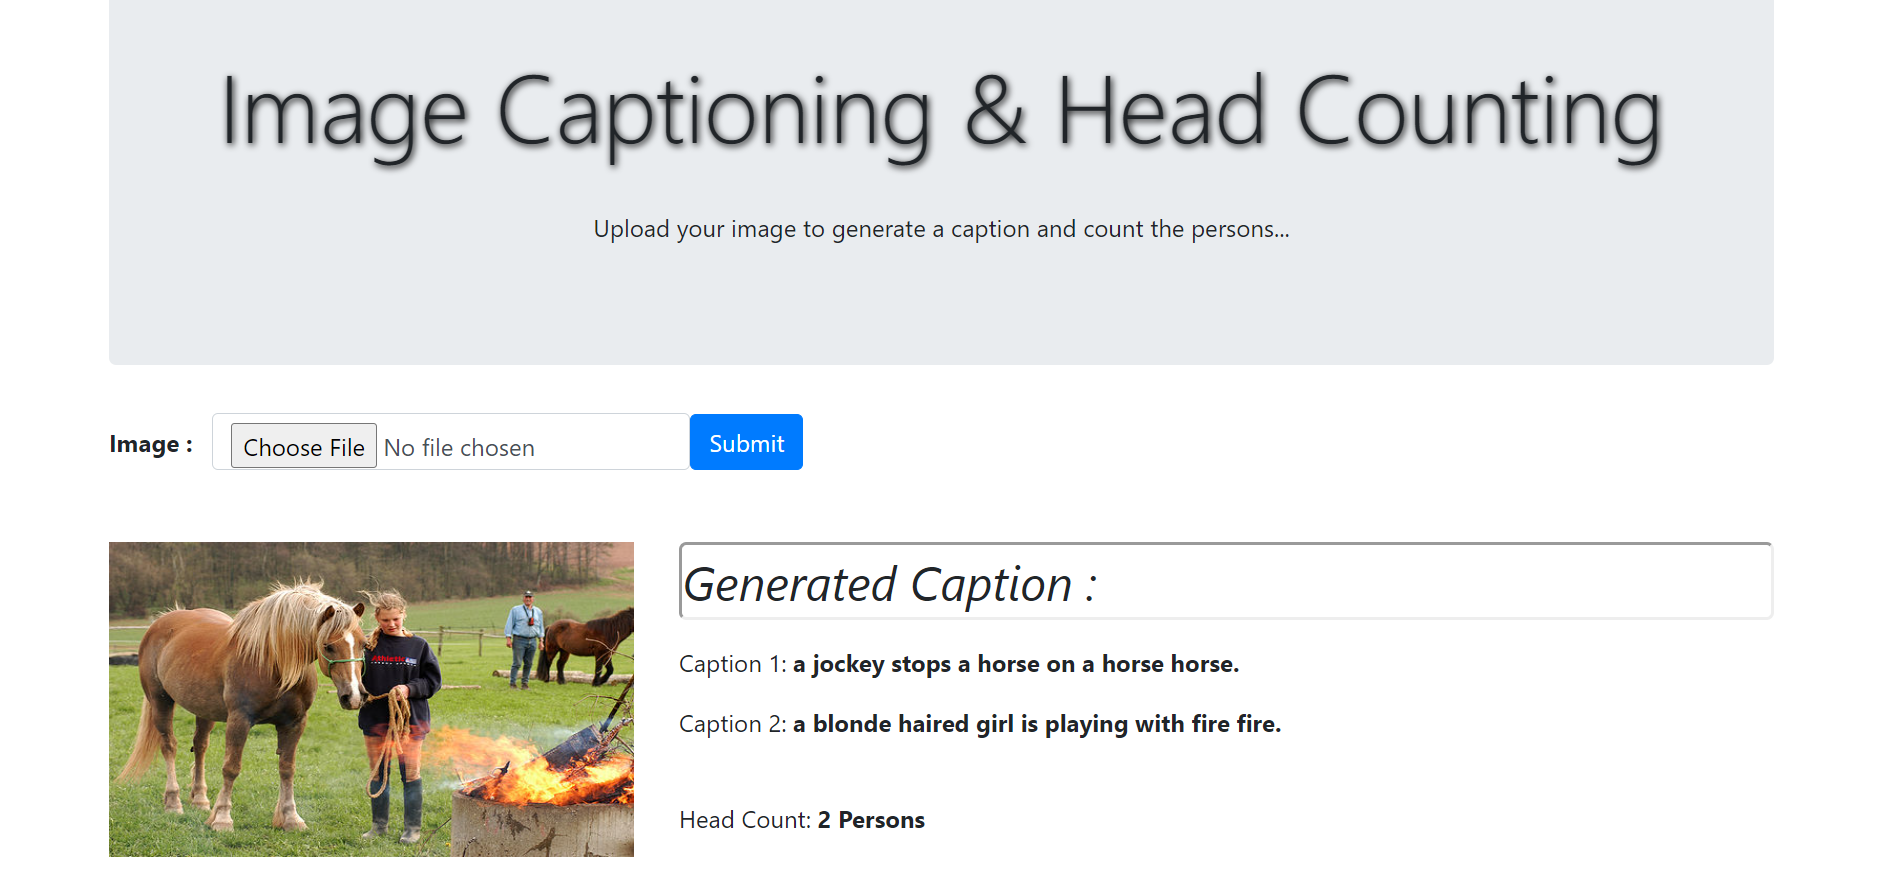 Image Captioning & Head Counting
Upload your image to generate a caption and count the persons...
Image :
Choose File No file chosen
Submit
Generated Caption :
Athletic
Caption 1: a jockey stops a horse on a horse horse.
Caption 2: a blonde haired girl is playing with fire fire.
Head Count: 2 Persons